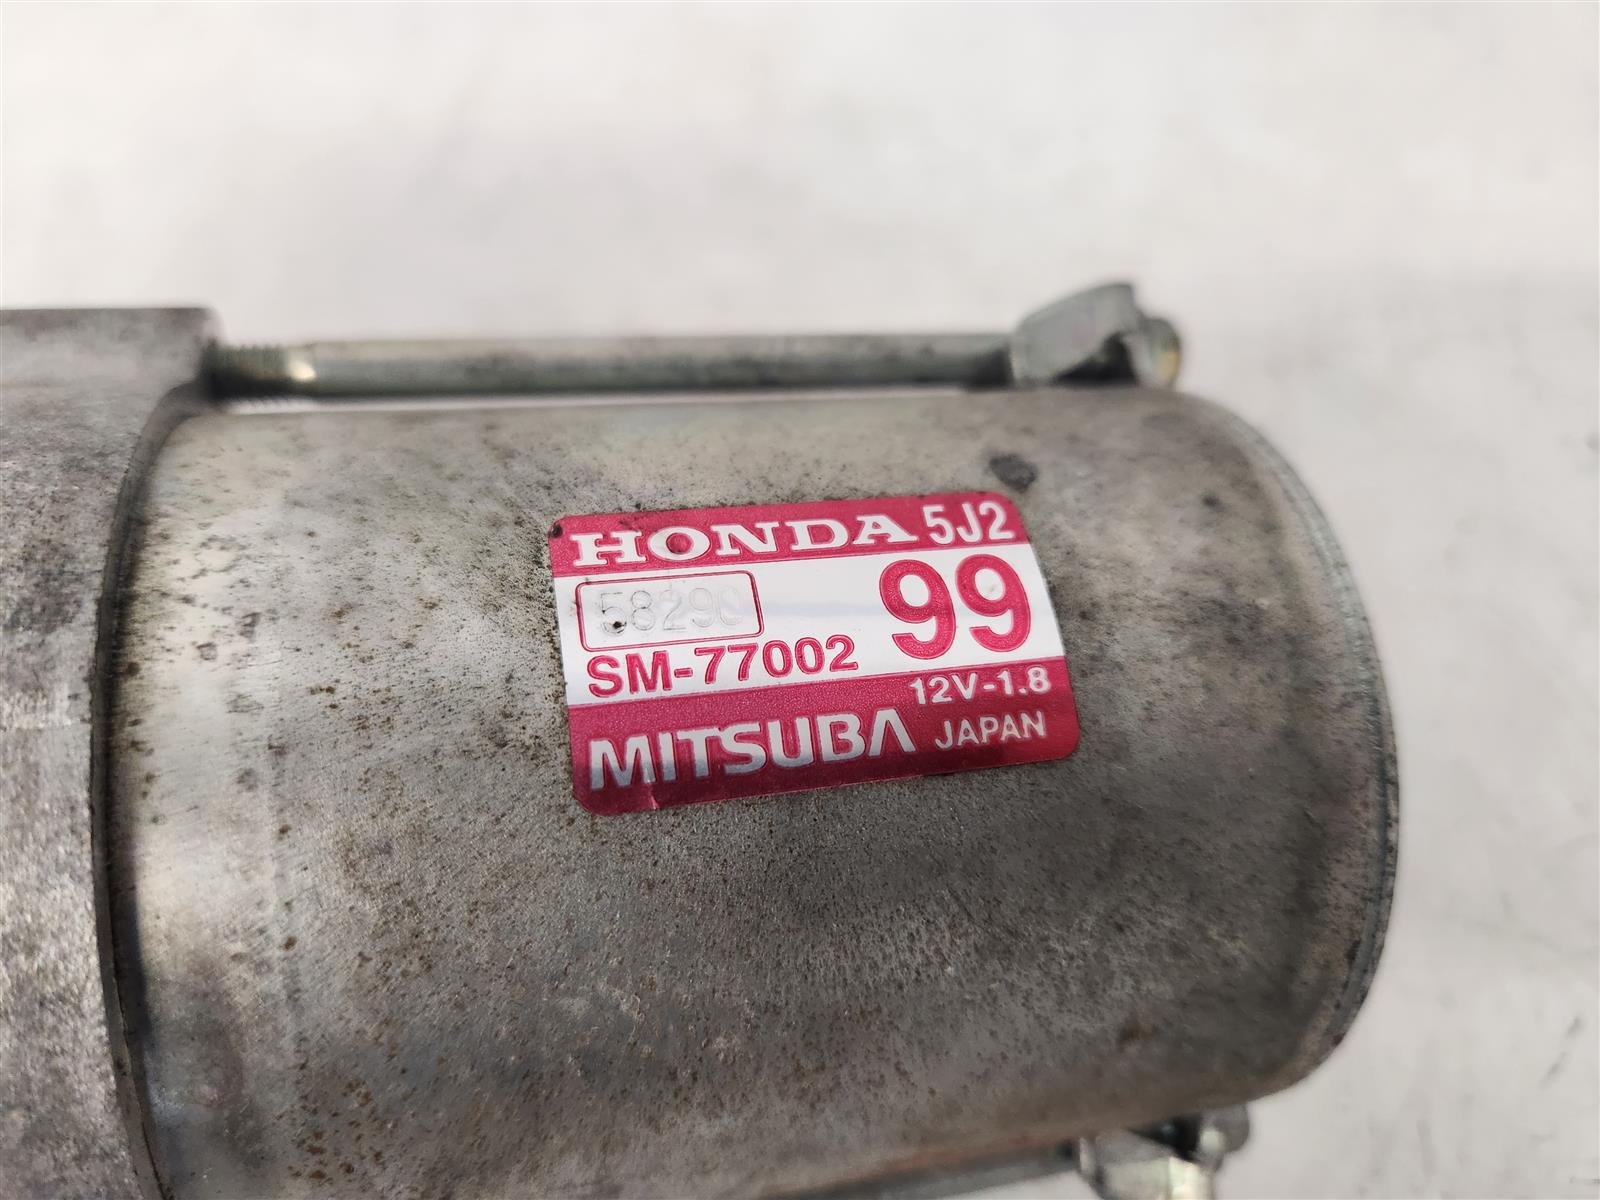 HONDA 5J2
58290
99
SM-77002
12V-1.8
MITSUBA JAPAN